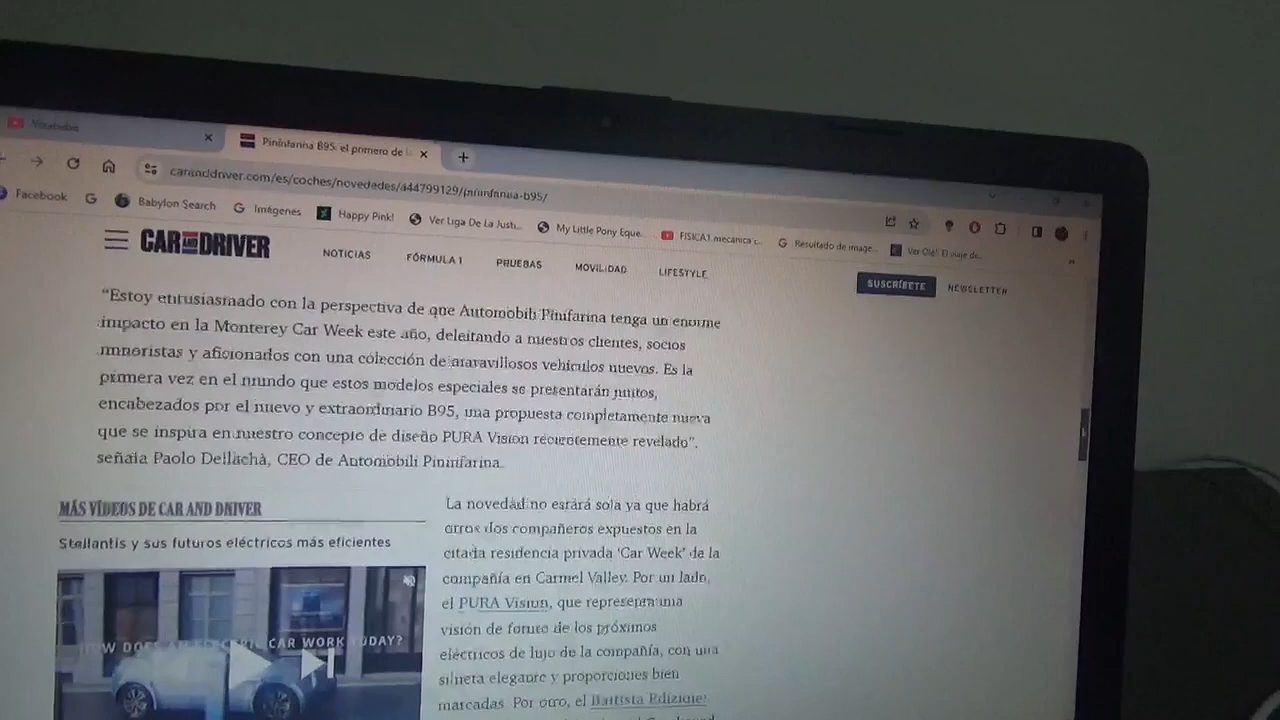 Youtubers
Pininfarina B95: el primero de l
caranddriver.com/es/coches/novedades/a44799129/pininfarina-b95/
Facebook
Babylon Search
Imágenes
Happy Pink!
Ver Liga De La Justi...
My Little Pony Eque...
FISICA1 mecanica c...
Resultado de image...
Ver Olé! El viaje de...
CAR AND DRIVER
NOTICIAS
FÓRMULA 1
PRUEBAS
MOVILIDAD
LIFESTYLE
SUSCRÍBETE
NEWSLETTER
“Estoy entusiasmado con la perspectiva de que Automobili Pininfarina tenga un enorme
impacto en la Monterey Car Week este año, deleitando a nuestros clientes, socios
minoristas y aficionados con una colección de maravillosos vehículos nuevos. Es la
primera vez en el mundo que estos modelos especiales se presentarán juntos,
encabezados por el nuevo y extraordinario B95, una propuesta completamente nueva
que se inspira en nuestro concepto de diseño PURA Vision recientemente revelado”.
señala Paolo Dellachà, CEO de Automobili Pininfarina.
MÁS VÍDEOS DE CAR AND DRIVER
Stellantis y sus futuros eléctricos más eficientes
HOW DOES AN ELECTRIC CAR WORK TODAY?
La novedad no estará sola ya que habrá
otros dos compañeros expuestos en la
citada residencia privada ‘Car Week’ de la
compañía en Carmel Valley. Por un lado,
el PURA Vision, que representa una
visión de futuro de los próximos
eléctricos de lujo de la compañía, con una
silueta elegante y proporciones bien
marcadas. Por otro, el Battista Edizione